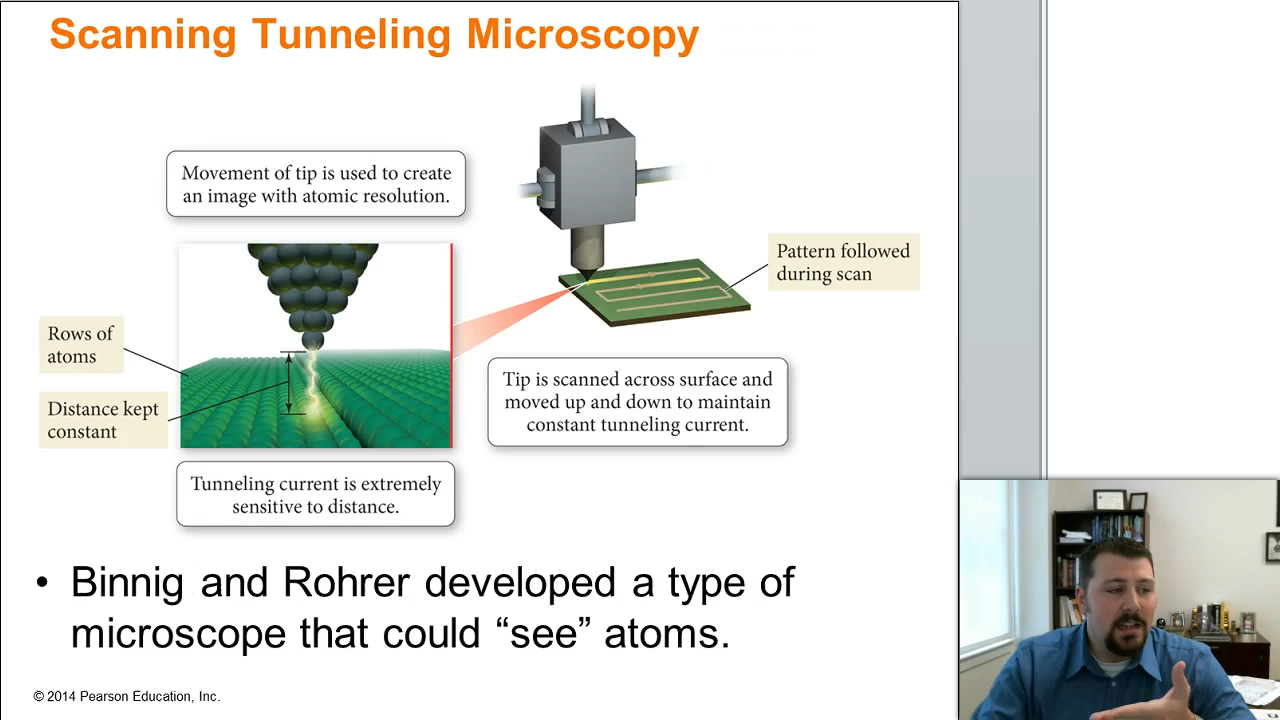 Scanning Tunneling Microscopy
Movement of tip is used to create
an image with atomic resolution.
Pattern followed
during scan
Rows of
atoms
Distance kept
constant
Tip is scanned across surface and
moved up and down to maintain
constant tunneling current.
Tunneling current is extremely
sensitive to distance.
• Binnig and Rohrer developed a type of
microscope that could “see” atoms.
© 2014 Pearson Education, Inc.